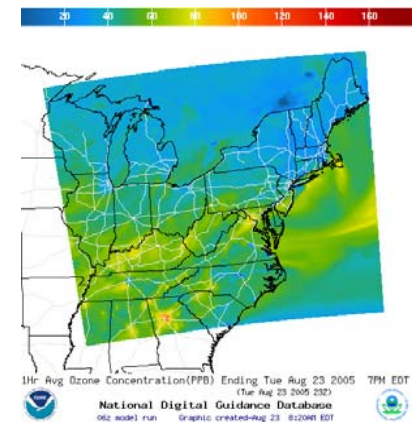 20 40 60 80 100 120 140 160
1Hr Avg Ozone Concentration(PPB) Ending Tue Aug 23 2005 7PM EDT
(Tue Aug 23 2005 23Z)
National Digital Guidance Database
06z model run Graphic created-Aug 23 8:20AM EDT